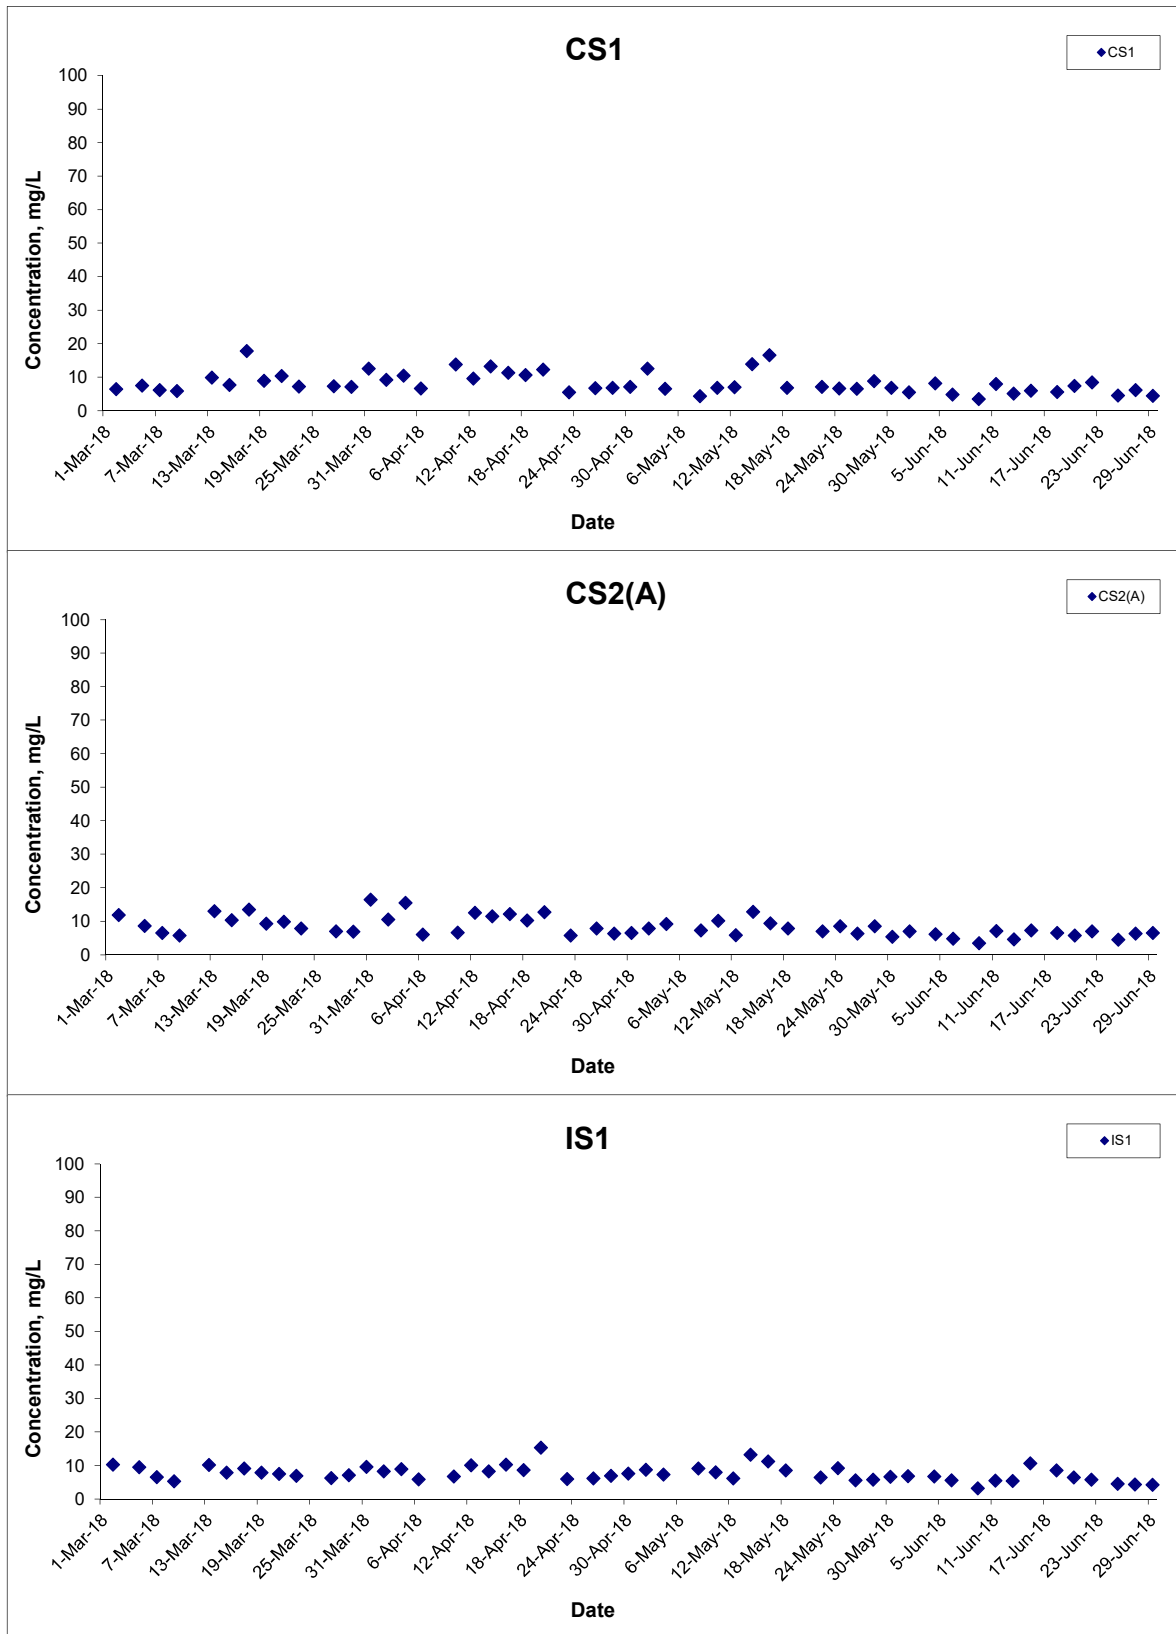 CS1
CS1
100
90
80
70
60
50
40
30
20
10
0
Concentration, mg/L
1-Mar-18
7-Mar-18
13-Mar-18
19-Mar-18
25-Mar-18
31-Mar-18
6-Apr-18
12-Apr-18
18-Apr-18
24-Apr-18
30-Apr-18
6-May-18
12-May-18
18-May-18
24-May-18
30-May-18
5-Jun-18
11-Jun-18
17-Jun-18
23-Jun-18
29-Jun-18
Date
CS2(A)
CS2(A)
100
90
80
70
60
50
40
30
20
10
0
Concentration, mg/L
1-Mar-18
7-Mar-18
13-Mar-18
19-Mar-18
25-Mar-18
31-Mar-18
6-Apr-18
12-Apr-18
18-Apr-18
24-Apr-18
30-Apr-18
6-May-18
12-May-18
18-May-18
24-May-18
30-May-18
5-Jun-18
11-Jun-18
17-Jun-18
23-Jun-18
29-Jun-18
Date
IS1
IS1
100
90
80
70
60
50
40
30
20
10
0
Concentration, mg/L
1-Mar-18
7-Mar-18
13-Mar-18
19-Mar-18
25-Mar-18
31-Mar-18
6-Apr-18
12-Apr-18
18-Apr-18
24-Apr-18
30-Apr-18
6-May-18
12-May-18
18-May-18
24-May-18
30-May-18
5-Jun-18
11-Jun-18
17-Jun-18
23-Jun-18
29-Jun-18
Date